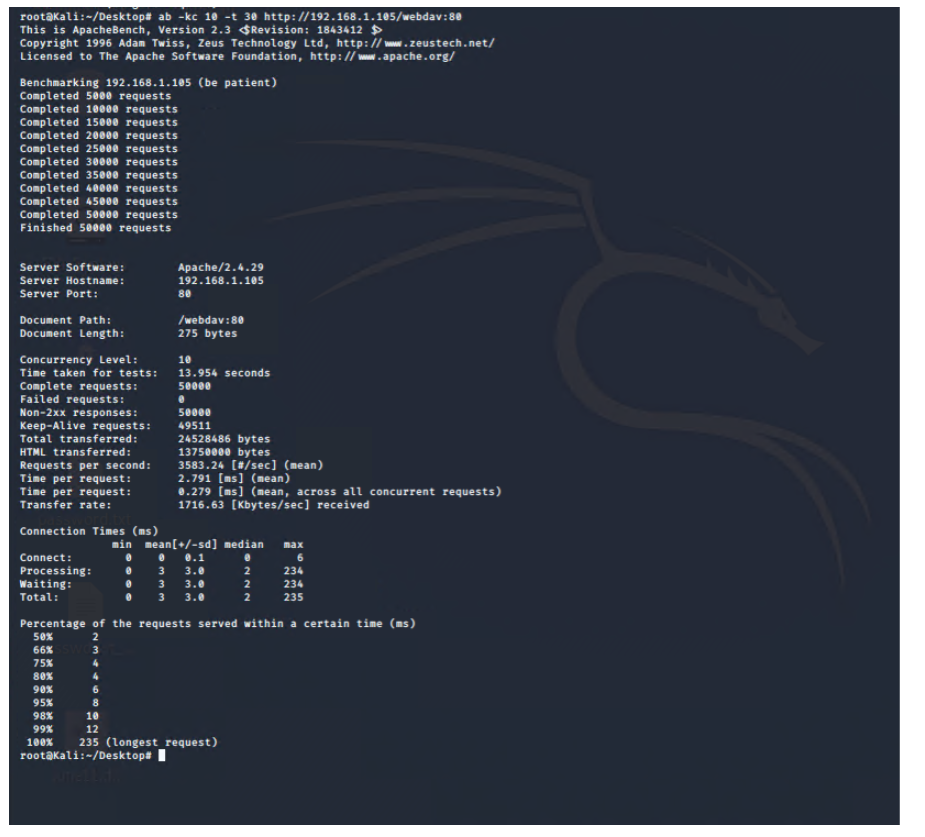 root@Kali:~/Desktop# ab -kc 10 -t 30 http://192.168.1.105/webdav:80
This is ApacheBench, Version 2.3 <$Revision: 1843412 $>
Copyright 1996 Adam Twiss, Zeus Technology Ltd, http://www.zeustech.net/
Licensed to The Apache Software Foundation, http://www.apache.org/
Benchmarking 192.168.1.105 (be patient)
Completed 5000 requests
Completed 10000 requests
Completed 15000 requests
Completed 20000 requests
Completed 25000 requests
Completed 30000 requests
Completed 35000 requests
Completed 40000 requests
Completed 45000 requests
Completed 50000 requests
Finished 50000 requests
Server Software: Apache/2.4.29
Server Hostname: 192.168.1.105
Server Port: 80
Document Path: /webdav:80
Document Length: 275 bytes
Concurrency Level: 10
Time taken for tests: 13.954 seconds
Complete requests: 50000
Failed requests: 0
Non-2xx responses: 50000
Keep-Alive requests: 49511
Total transferred: 24528486 bytes
HTML transferred: 13750000 bytes
Requests per second: 3583.24 [#/sec] (mean)
Time per request: 2.791 [ms] (mean)
Time per request: 0.279 [ms] (mean, across all concurrent requests)
Transfer rate: 1716.63 [Kbytes/sec] received
Connection Times (ms)
min mean[+/-sd] median max
Connect: 0 0 0.1 0 6
Processing: 0 3 3.0 2 234
Waiting: 0 3 3.0 2 234
Total: 0 3 3.0 2 235
Percentage of the requests served within a certain time (ms)
50% 2
66% 3
75% 4
80% 4
90% 6
95% 8
98% 10
99% 12
100% 235 (longest request)
root@Kali:~/Desktop#